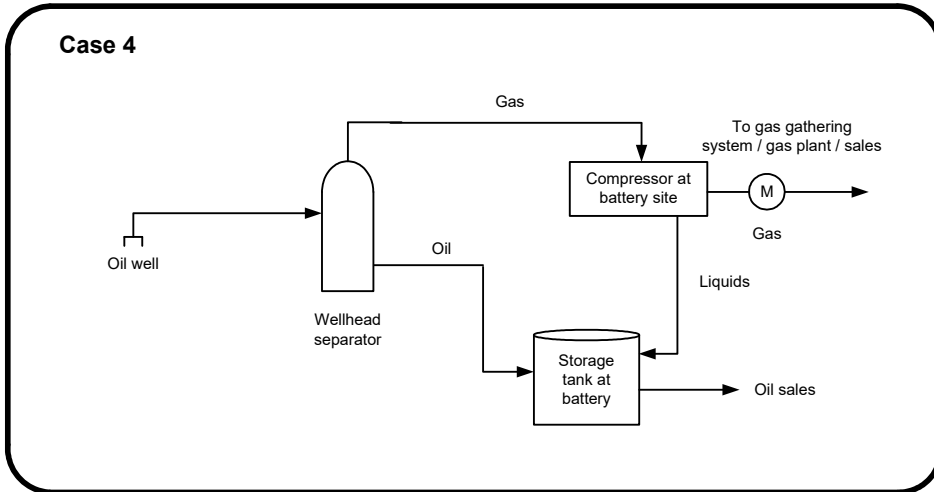 Case 4
Gas
To gas gathering
system / gas plant / sales
Compressor at
battery site
M
Gas
Oil well
Oil
Liquids
Wellhead
separator
Storage
tank at
battery
Oil sales